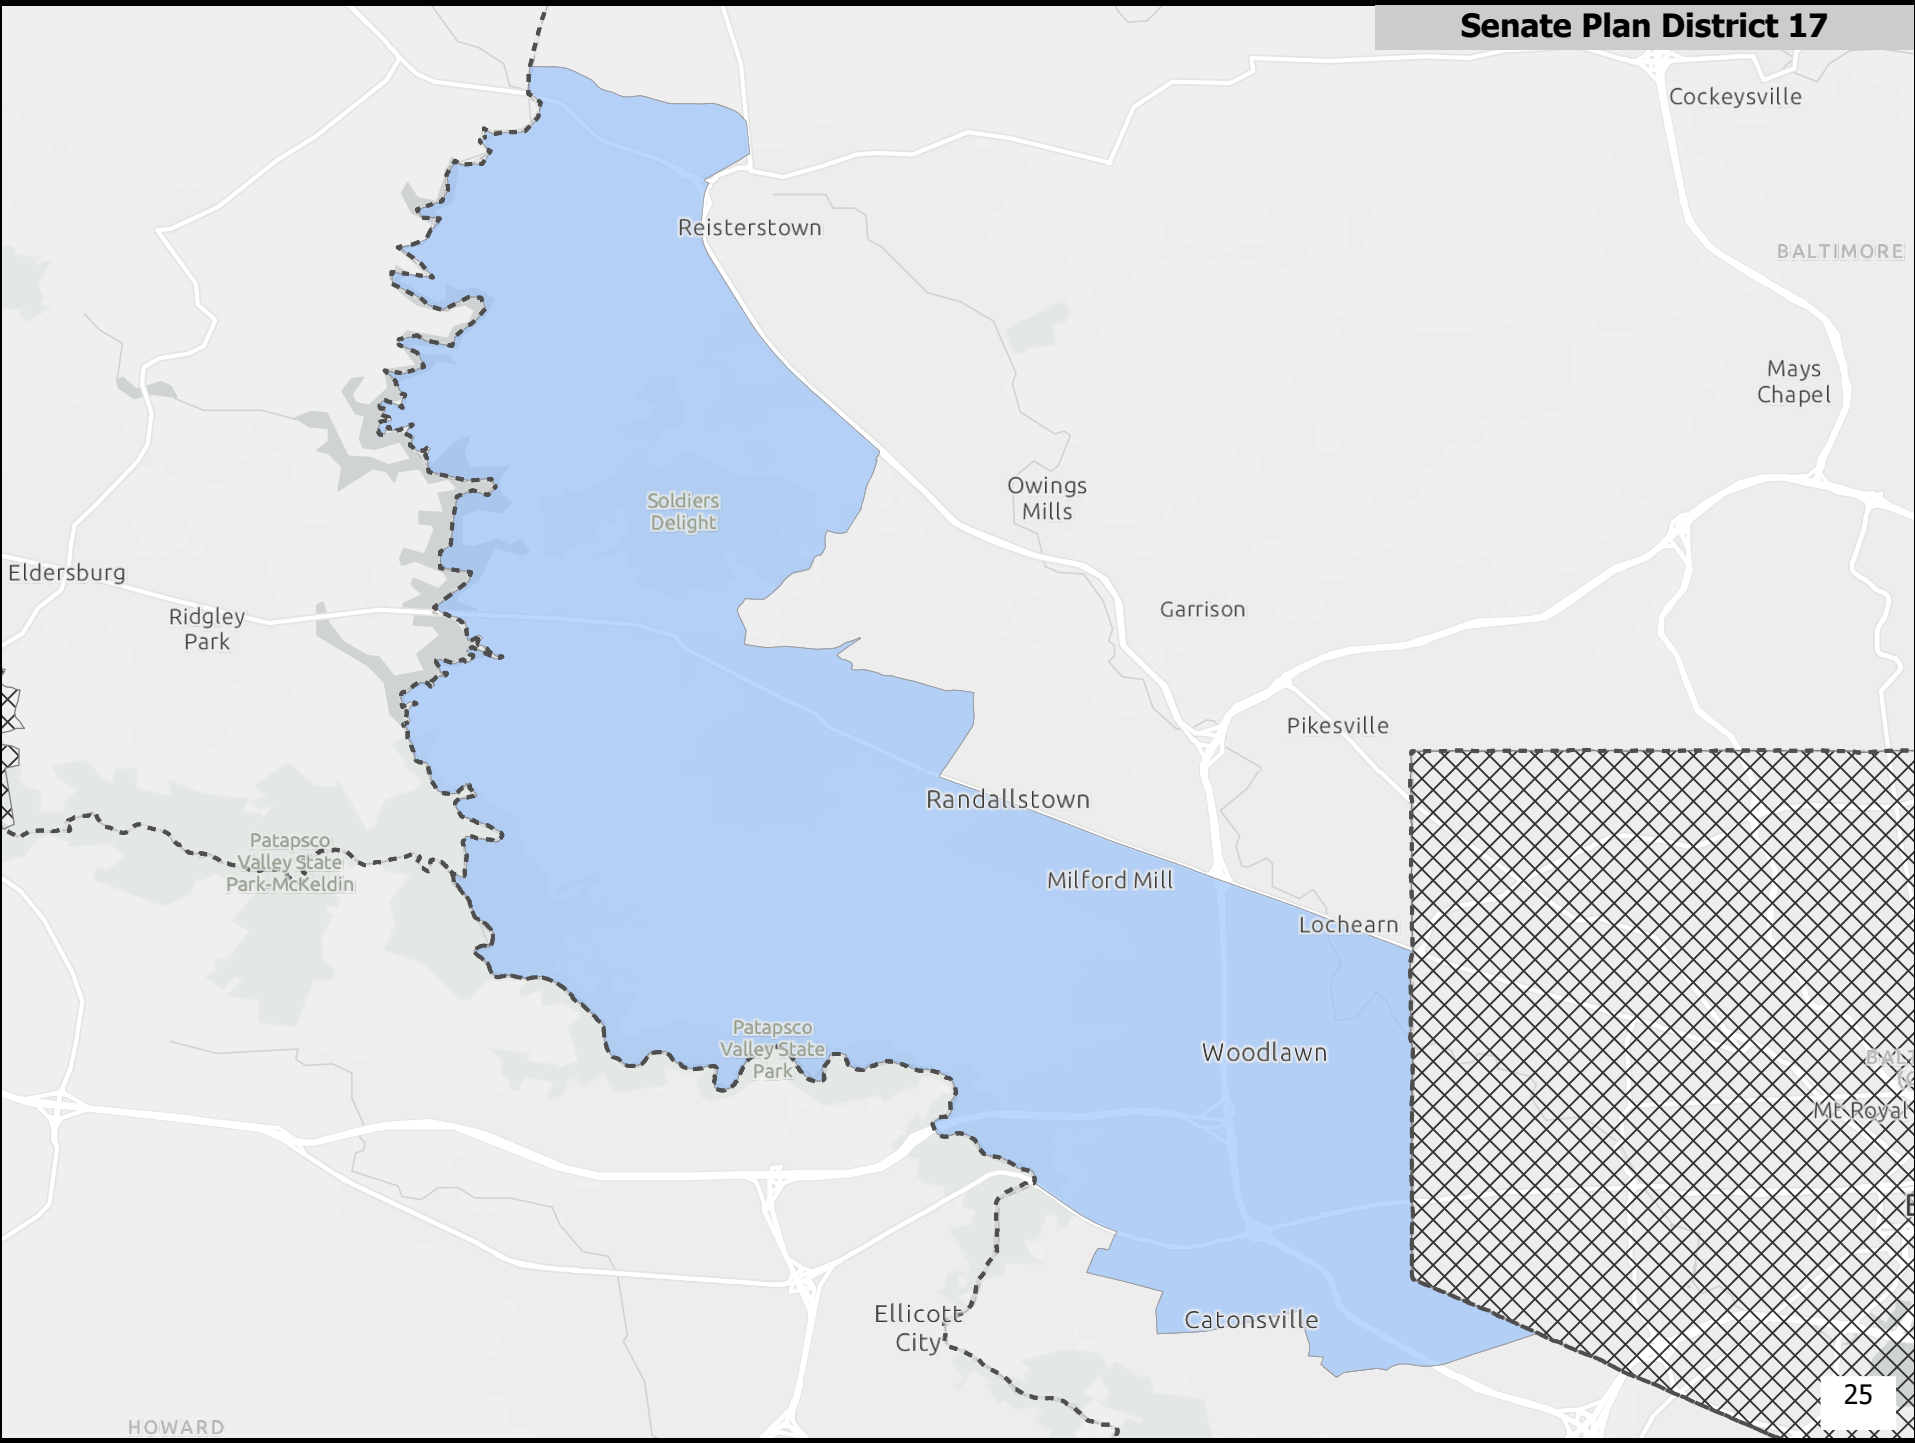 Senate Plan District 17
Cockeysville
Reisterstown
BALTIMORE
Mays
Chapel
Owings
Mills
Soldiers
Delight
Eldersburg
Ridgley
Park
Garrison
Pikesville
Randallstown
Patapsco
Valley State
Park-McKeldin
Milford Mill
Lochearn
Patapsco
Valley State
Park
Woodlawn
Mt Royal
Ellicott
City
Catonsville
25
HOWARD